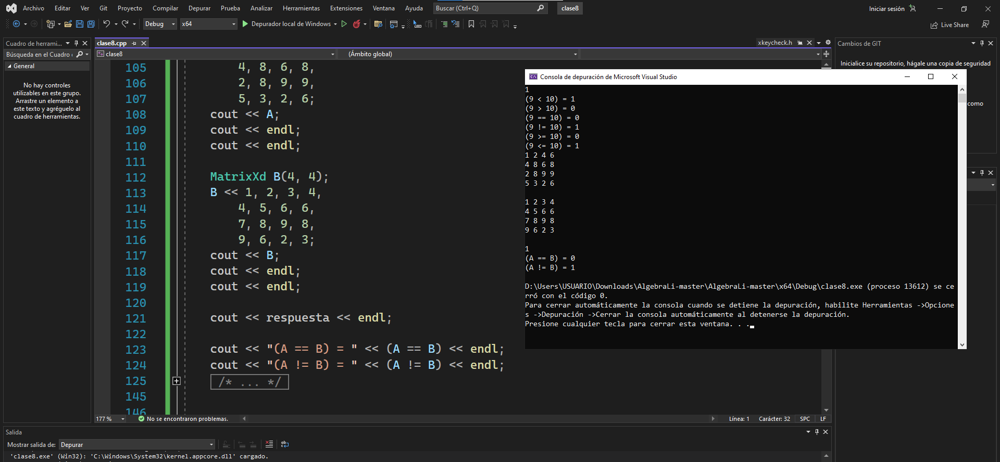 Archivo Editar Ver Git Proyecto Compilar Depurar Prueba Analizar Herramientas Extensiones Ventana Ayuda Buscar (Ctrl+Q) clase8 Iniciar sesión
Debug x64 Depurador local de Windows Live Share
Cuadro de herrami...
Búsqueda en el Cuadro
General
No hay controles
utilizables en este grupo.
Arrastre un elemento a
este texto y agréguelo al
cuadro de herramientas.
clase8.cpp xkeycheck.h
clase8 (Ámbito global)
105 4, 8, 6, 8,
106 2, 8, 9, 9,
107 5, 3, 2, 6;
108 cout << A;
109 cout << endl;
110 cout << endl;
111
112 MatrixXd B(4, 4);
113 B << 1, 2, 3, 4,
114 4, 5, 6, 6,
115 7, 8, 9, 8,
116 9, 6, 2, 3;
117 cout << B;
118 cout << endl;
119 cout << endl;
120
121 cout << respuesta << endl;
122
123 cout << "(A == B) = " << (A == B) << endl;
124 cout << "(A != B) = " << (A != B) << endl;
125 /* ... */
145
146
177 % No se encontraron problemas. Línea: 1 Carácter: 32 SPC LF
Consola de depuración de Microsoft Visual Studio
1
(9 < 10) = 1
(9 > 10) = 0
(9 == 10) = 0
(9 != 10) = 1
(9 >= 10) = 0
(9 <= 10) = 1
1 2 4 6
4 8 6 8
2 8 9 9
5 3 2 6
1 2 3 4
4 5 6 6
7 8 9 8
9 6 2 3
1
(A == B) = 0
(A != B) = 1
D:\Users\USUARIO\Downloads\AlgebraLi-master\AlgebraLi-master\x64\Debug\clase8.exe (proceso 13612) se ce
rró con el código 0.
Para cerrar automáticamente la consola cuando se detiene la depuración, habilite Herramientas ->Opcione
s ->Depuración ->Cerrar la consola automáticamente al detenerse la depuración.
Presione cualquier tecla para cerrar esta ventana. . .
Cambios de GIT
Inicialice su repositorio, hágale una copia de seguridad
como
Salida
Mostrar salida de: Depurar
'clase8.exe' (Win32): 'C:\Windows\System32\kernel.appcore.dll' cargado.